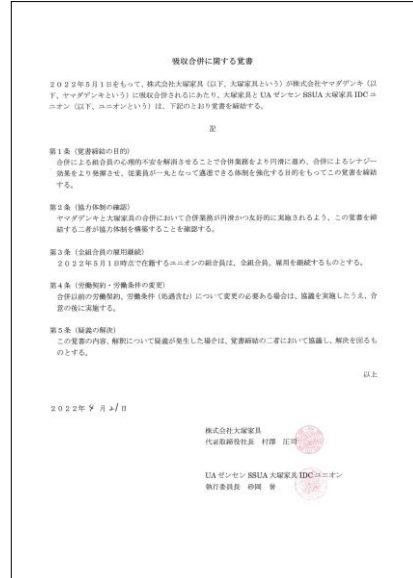 吸収合併に関する覚書
２０２２年５月１日をもって、株式会社大塚家具（以下、大塚家具という）が株式会社ヤマダデンキ（以
下、ヤマダデンキという）に吸収合併されるにあたり、大塚家具と UA ゼンセン SSUA 大塚家具 IDC ユ
ニオン（以下、ユニオンという）は、下記のとおり覚書を締結する。
記
第１条（覚書締結の目的）
合併による組合員の心理的不安を解消させることで合併業務をより円滑に進め、合併によるシナジー
効果をより発揮させ、従業員が一丸となって邁進できる体制を強化する目的をもってこの覚書を締結
する。
第２条（協力体制の確認）
ヤマダデンキと大塚家具の合併において合併業務が円滑かつ友好的に実施されるよう、この覚書を締
結する二者が協力体制を構築することを確認する。
第３条（全組合員の雇用継続）
２０２２年５月１日時点で在籍するユニオンの組合員は、全組合員、雇用を継続するものとする。
第４条（労働契約・労働条件の変更）
合併以前の労働契約、労働条件（処遇含む）について変更の必要ある場合は、協議を実施したうえ、合
意の後に実施する。
第５条（疑義の解決）
この覚書の内容、解釈について疑義が発生した場合は、覚書締結の二者において協議し、解決を図るも
のとする。
以上
２０２２年 4 月 21 日
株式会社大塚家具
代表取締役社長 村澤 圧司
UA ゼンセン SSUA 大塚家具 IDC ユニオン
執行委員長 砂岡